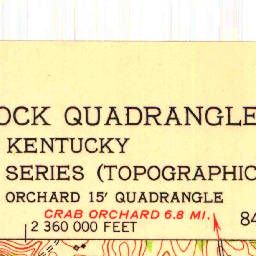 OCK QUADRANGLE
KENTUCKY
SERIES (TOPOGRAPHIC
ORCHARD 15' QUADRANGLE
CRAB ORCHARD 6.8 MI.
84
2 360 000 FEET